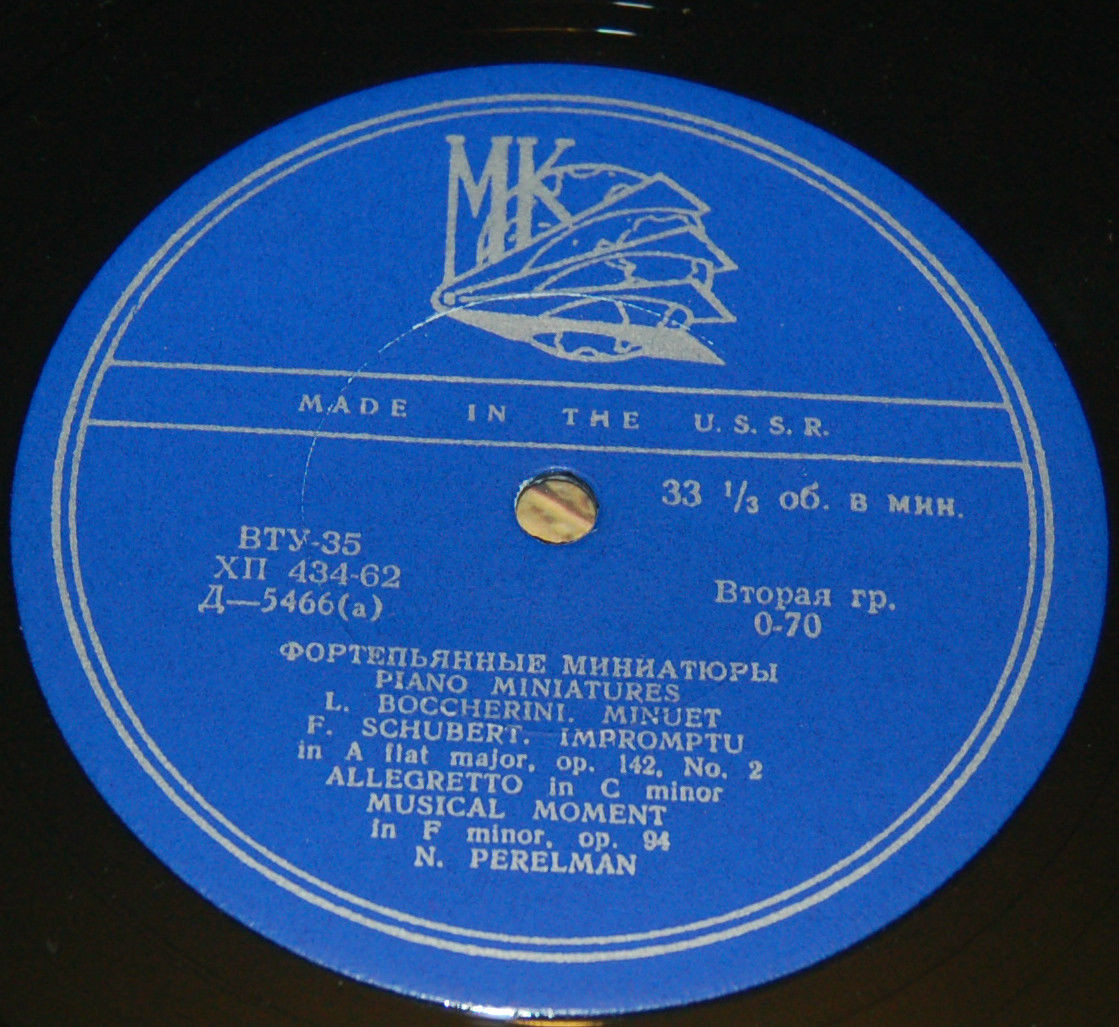 МК
MADE IN THE U.S.S.R.
33 1/3 об. в мин.
ВТУ-35
ХП 434-62
Д—5466(а)
Вторая гр.
0-70
ФОРТЕПЬЯННЫЕ МИНИАТЮРЫ
PIANO MINIATURES
L. BOCCHERINI. MINUET
F. SCHUBERT. IMPROMPTU
in A flat major, op. 142, No. 2
ALLEGRETTO in C minor
MUSICAL MOMENT
in F minor, op. 94
N. PERELMAN